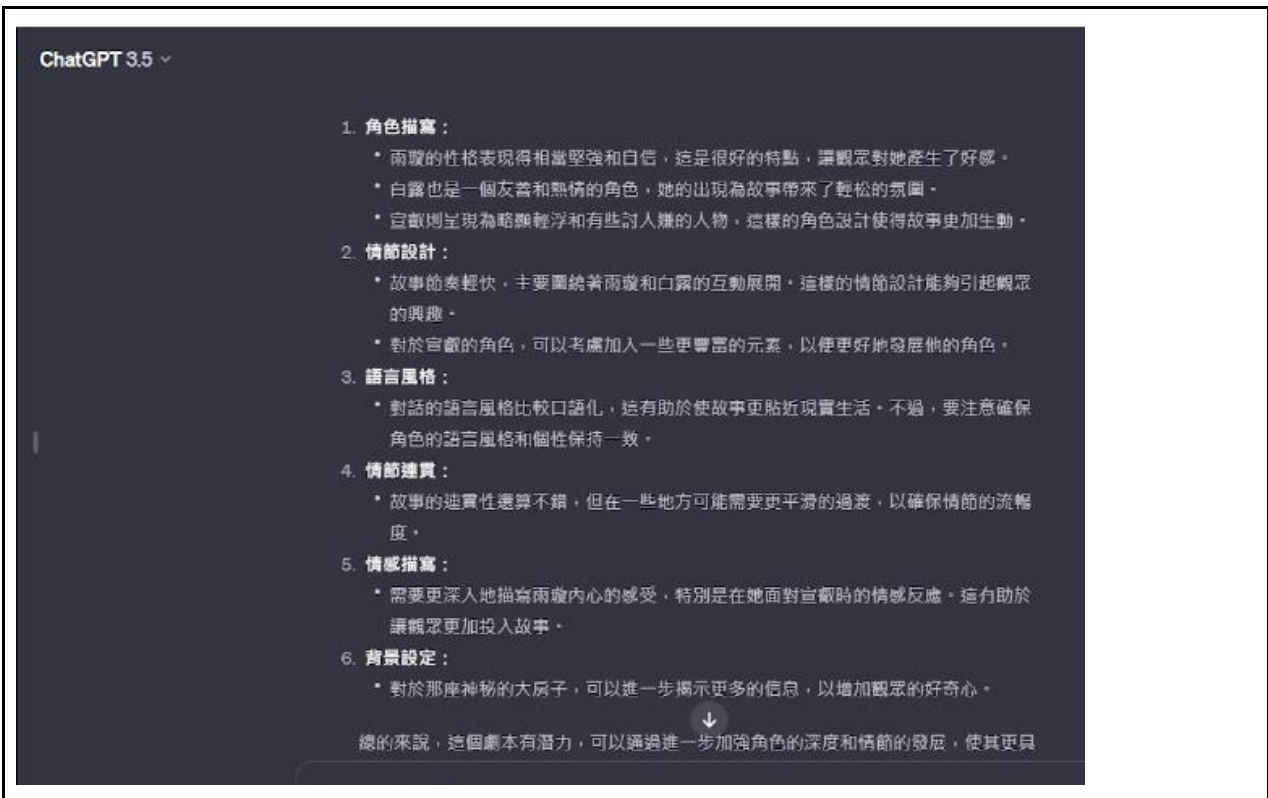 ChatGPT 3.5
1. 角色描寫：
• 雨璇的性格表現得相當堅強和自信，這是很好的特點，讓觀眾對她產生了好感。
• 白露也是一個友善和熱情的角色，她的出現為故事帶來了輕松的氛圍。
• 宣叡則呈現為略顯輕浮和有些討人嫌的人物，這樣的角色設計使得故事更加生動。
2. 情節設計：
• 故事節奏輕快，主要圍繞著雨璇和白露的互動展開。這樣的情節設計能夠引起觀眾
的興趣。
• 對於宣叡的角色，可以考慮加入一些更豐富的元素，以便更好地發展他的角色。
3. 語言風格：
• 對話的語言風格比較口語化，這有助於使故事更貼近現實生活。不過，要注意確保
角色的語言風格和個性保持一致。
4. 情節連貫：
• 故事的連貫性還算不錯，但在一些地方可能需要更平滑的過渡，以確保情節的流暢
度。
5. 情感描寫：
• 需要更深入地描寫雨璇內心的感受，特別是在她面對宣叡時的情感反應。這有助於
讓觀眾更加投入故事。
6. 背景設定：
• 對於那座神秘的大房子，可以進一步揭示更多的信息，以增加觀眾的好奇心。
總的來說，這個劇本有潛力，可以通過進一步加強角色的深度和情節的發展，使其更具